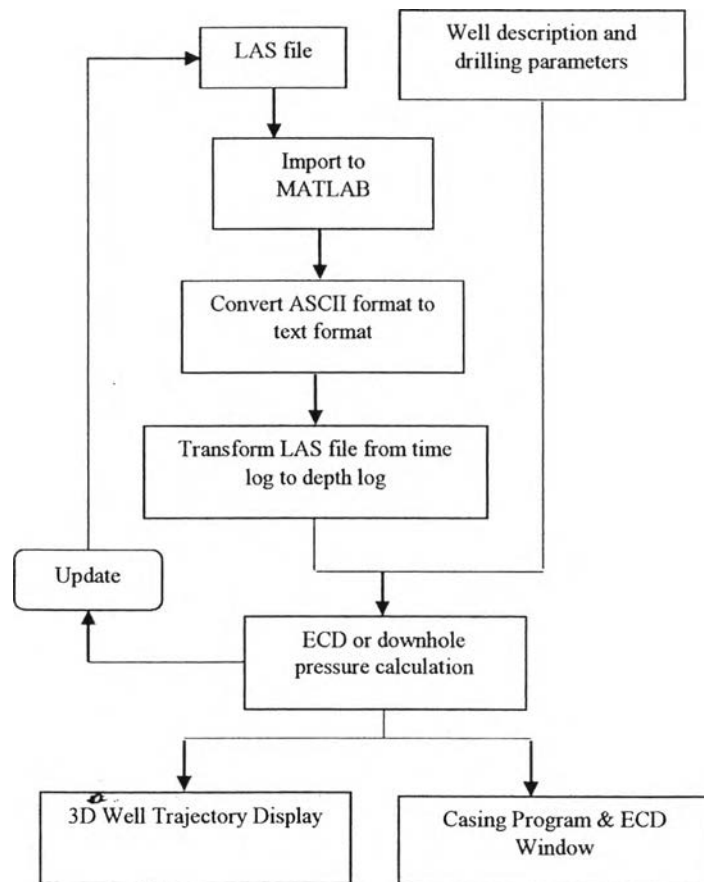 LAS file
Well description and
drilling parameters
Import to
MATLAB
Convert ASCII format to
text format
Transform LAS file from time
log to depth log
Update
ECD or downhole
pressure calculation
3D Well Trajectory Display
Casing Program & ECD
Window